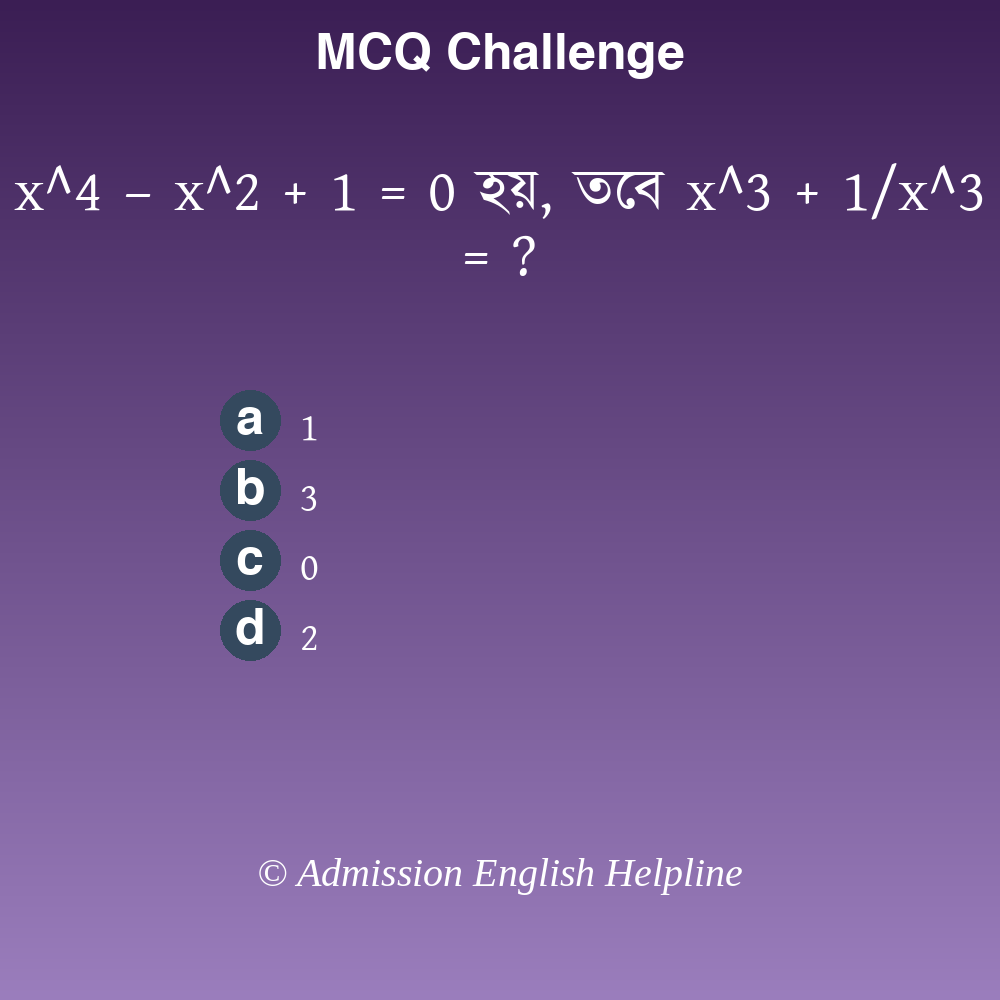 MCQ Challenge
x^4 − x^2 + 1 = 0 হয়, তবে x^3 + 1/x^3
= ?
a 1
b 3
c 0
d 2
© Admission English Helpline